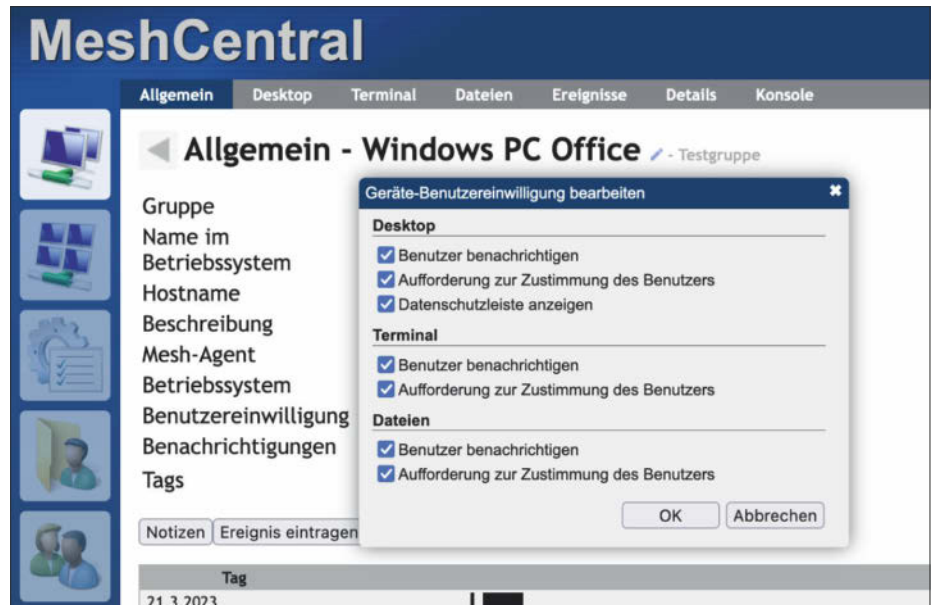 MeshCentral
Allgemein Desktop Terminal Dateien Ereignisse Details Konsole
Allgemein - Windows PC Office - Testgruppe
Gruppe
Name im
Betriebssystem
Hostname
Beschreibung
Mesh-Agent
Betriebssystem
Benutzereinwilligung
Benachrichtigungen
Tags
Geräte-Benutzereinwilligung bearbeiten
Desktop
Benutzer benachrichtigen
Aufforderung zur Zustimmung des Benutzers
Datenschutzleiste anzeigen
Terminal
Benutzer benachrichtigen
Aufforderung zur Zustimmung des Benutzers
Dateien
Benutzer benachrichtigen
Aufforderung zur Zustimmung des Benutzers
OK Abbrechen
Notizen Ereignis eintragen
Tag
21.3.2023